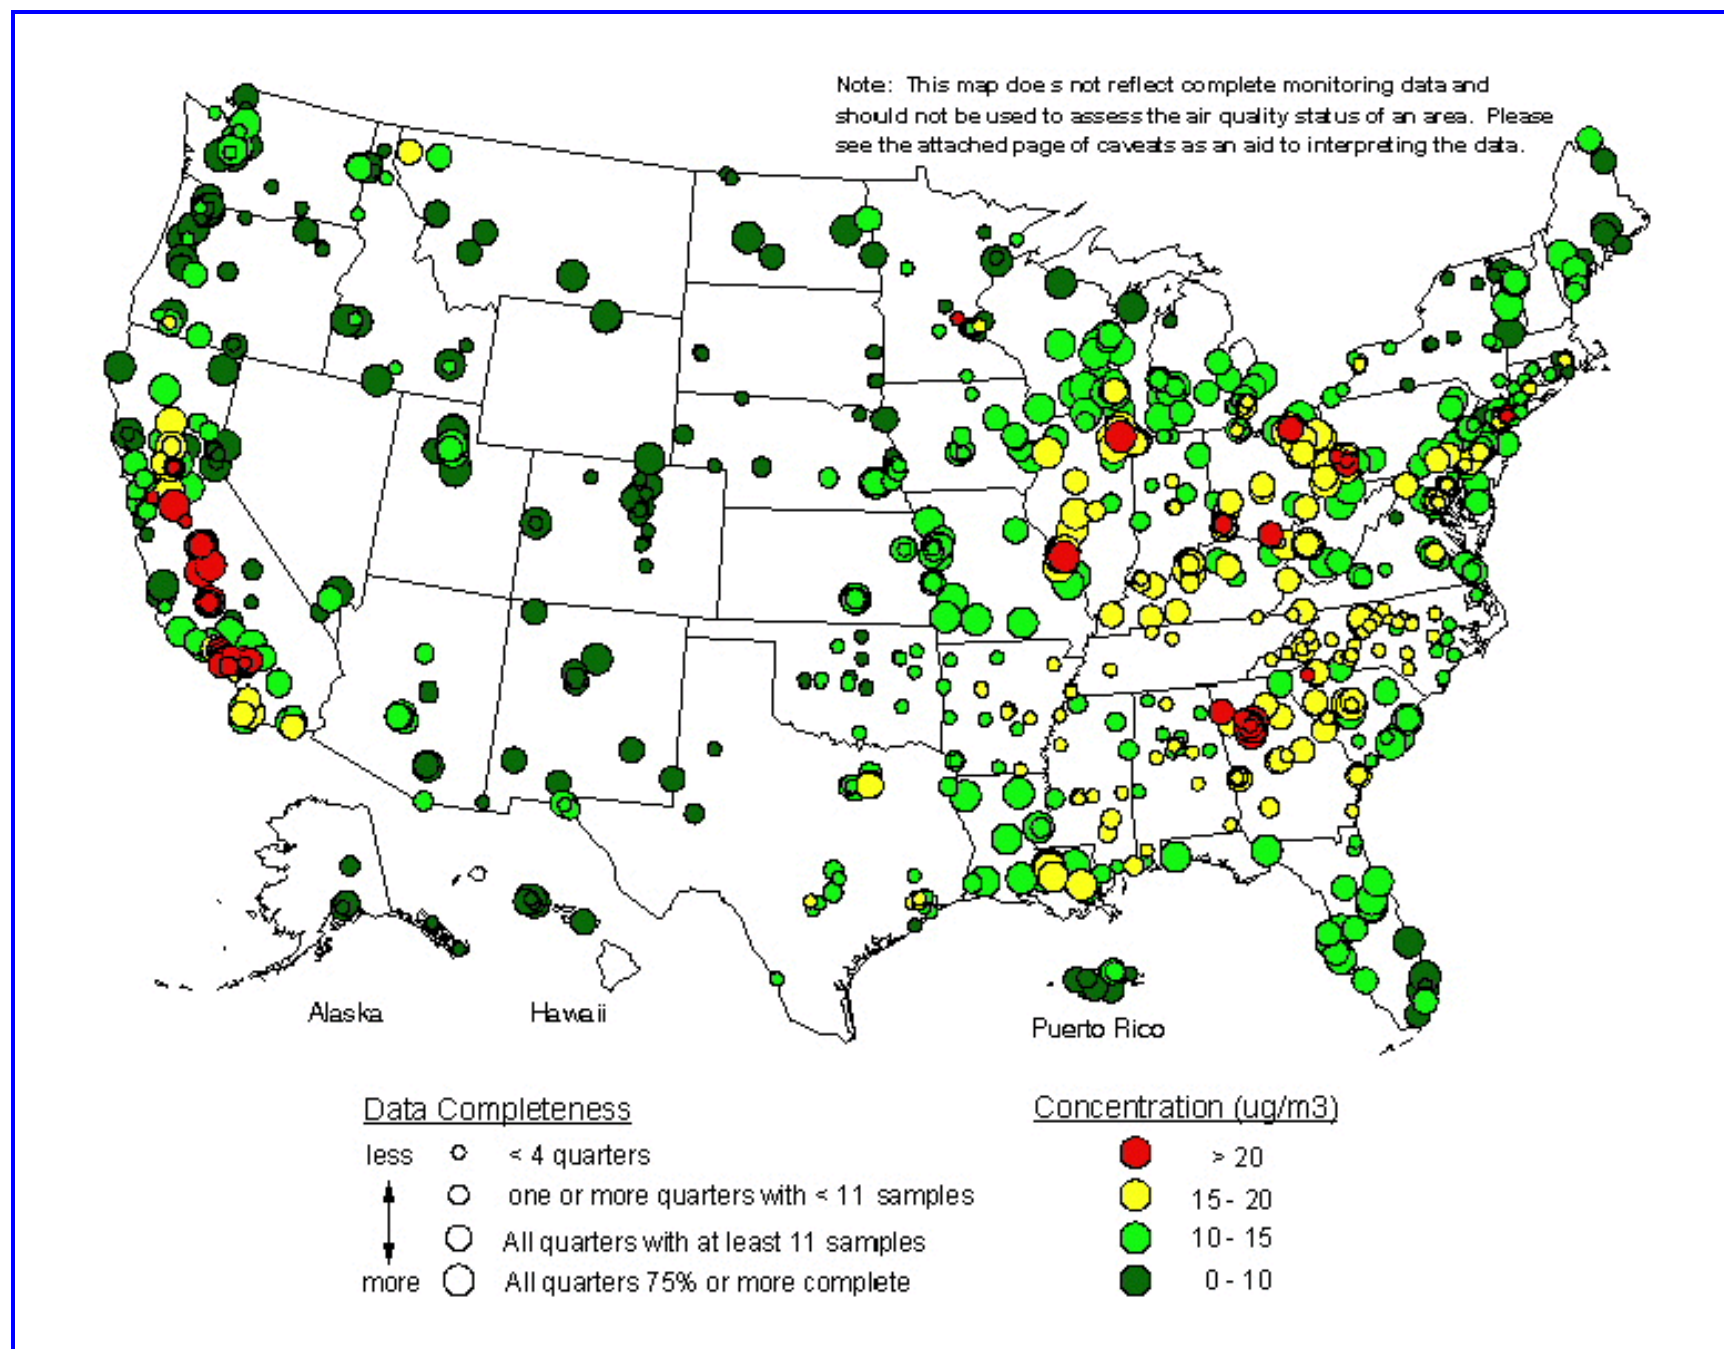 Note: This map does not reflect complete monitoring data and
should not be used to assess the air quality status of an area. Please
see the attached page of caveats as an aid to interpreting the data.
Alaska
Hawaii
Puerto Rico
Data Completeness
less < 4 quarters
one or more quarters with < 11 samples
All quarters with at least 11 samples
more All quarters 75% or more complete
Concentration (ug/m3)
> 20
15 - 20
10 - 15
0 - 10